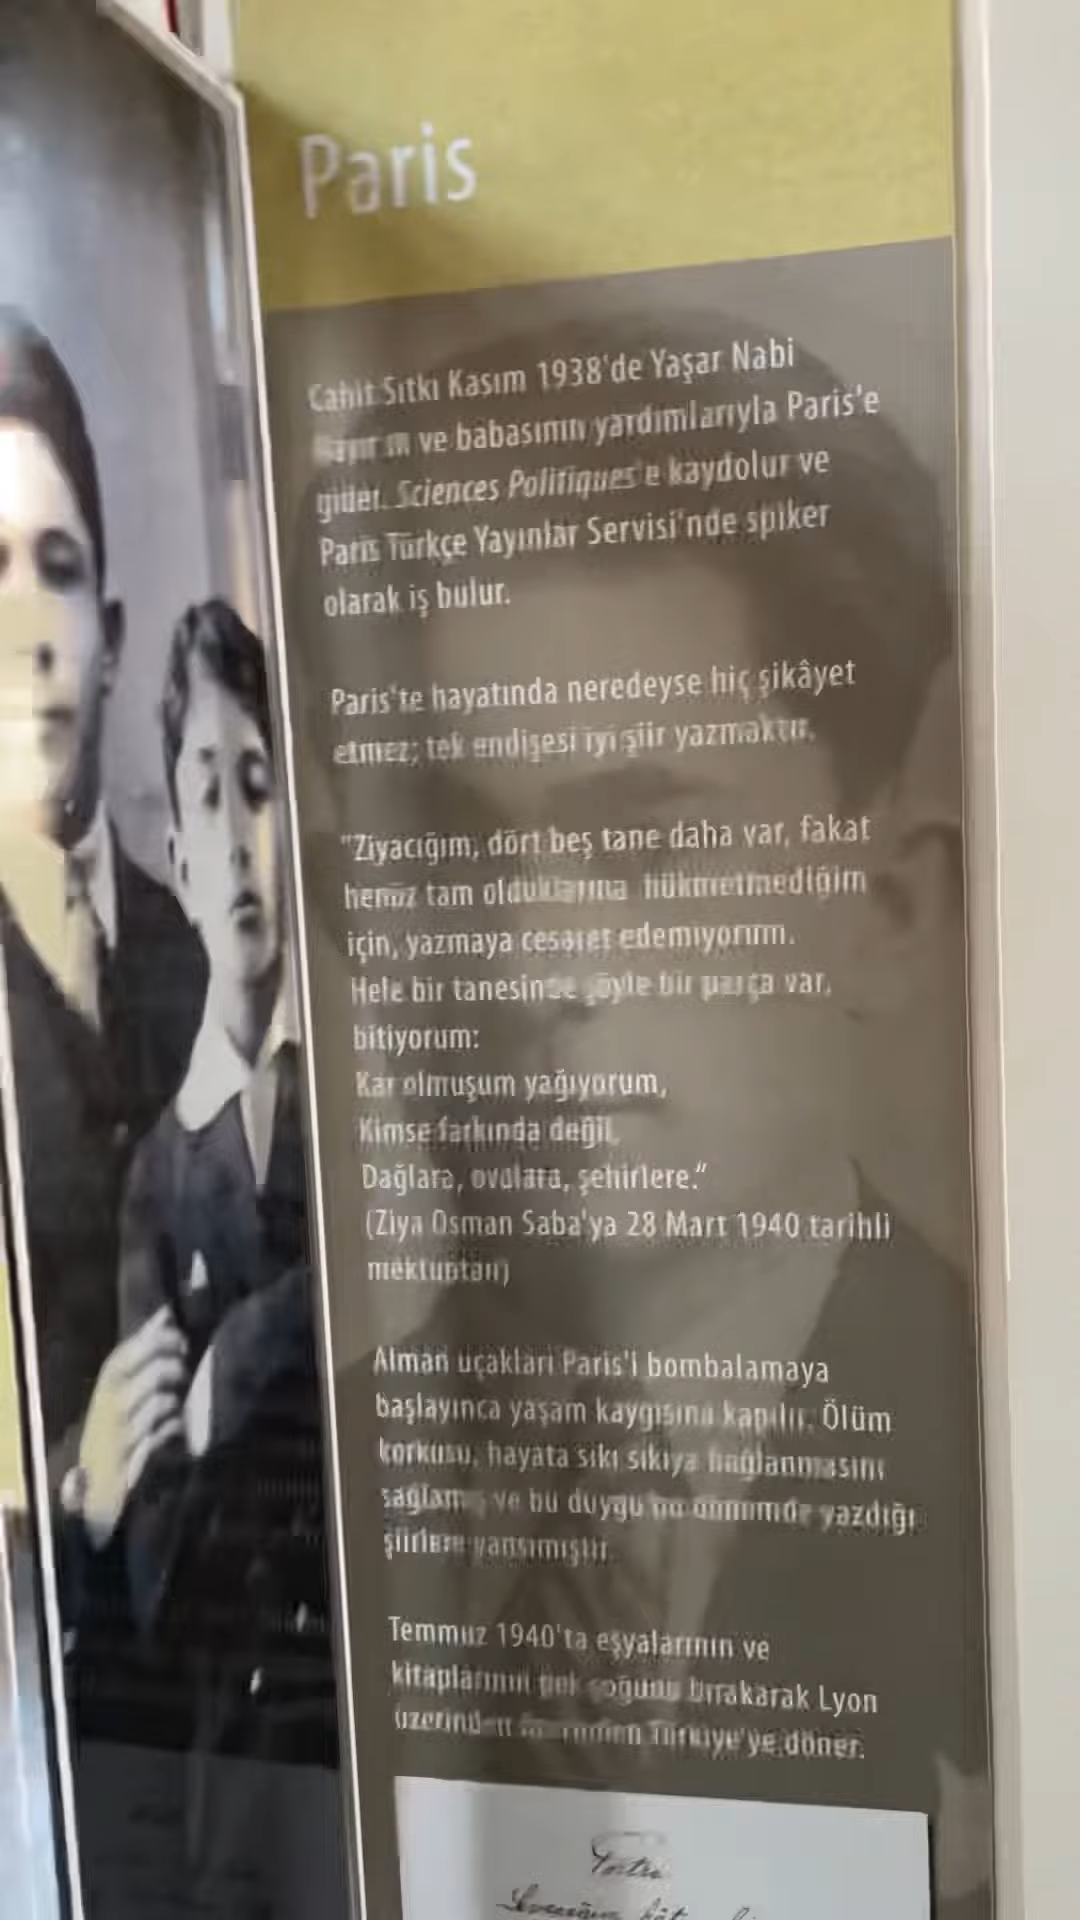 Paris
Cahit Sıtkı Kasım 1938'de Yaşar Nabi
ve babasının yardımlarıyla Paris'e
gider. Sciences Politiques'e kaydolur ve
Paris Türkçe Yayınlar Servisi'nde spiker
olarak iş bulur.
Paris'te hayatında neredeyse hiç şikâyet
etmez; tek endişesi iyi şiir yazmaktır.
"Ziyacığım, dört beş tane daha var, fakat
henüz tam olduklarına hükmetmediğim
için, yazmaya cesaret edemiyorum.
Hele bir tanesinde şöyle bir parça var,
bitiyorum:
Kar olmuşum yağıyorum,
Kimse farkında değil,
Dağlara, ovalara, şehirlere."
(Ziya Osman Saba'ya 28 Mart 1940 tarihli
mektuptan)
Alman uçakları Paris'i bombalamaya
başlayınca yaşam kaygısına kapılır. Ölüm
korkusu, hayata sıkı sıkıya bağlanmasını
ve bu duygu yazdığı
şiirlere yansımıştır.
Temmuz 1940'ta eşyalarının ve
kitaplarının pek çoğunu bırakarak Lyon
üzerinden Türkiye'ye döner.